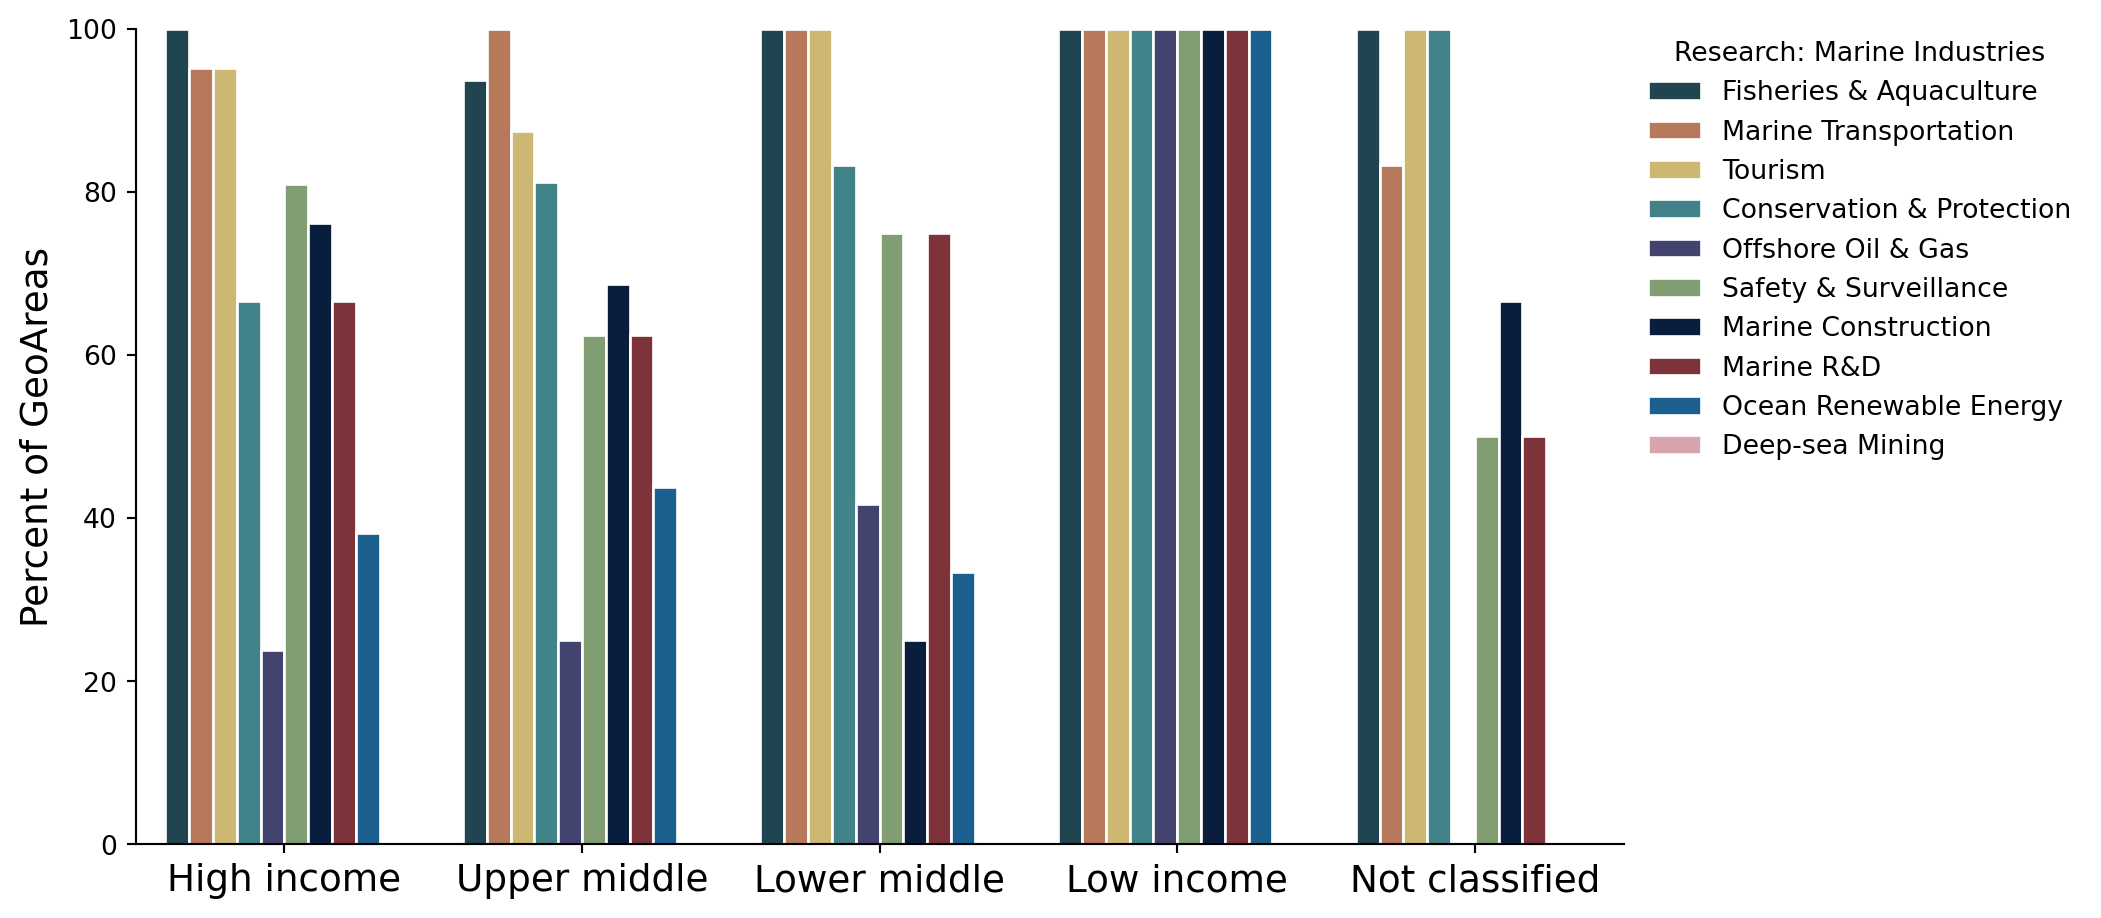 Percent of GeoAreas
100
80
60
40
20
0
High income
Upper middle
Lower middle
Low income
Not classified
Research: Marine Industries
Fisheries & Aquaculture
Marine Transportation
Tourism
Conservation & Protection
Offshore Oil & Gas
Safety & Surveillance
Marine Construction
Marine R&D
Ocean Renewable Energy
Deep-sea Mining